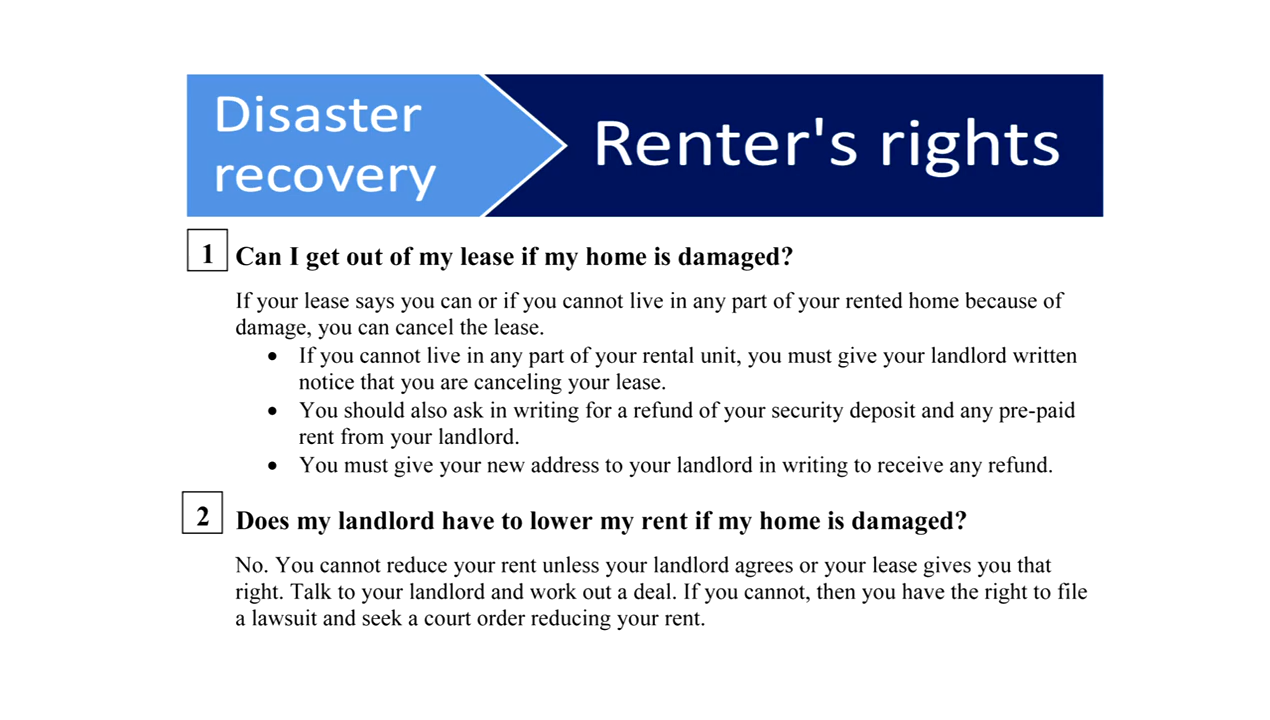 Disaster
recovery
Renter's rights
1 Can I get out of my lease if my home is damaged?
If your lease says you can or if you cannot live in any part of your rented home because of
damage, you can cancel the lease.
• If you cannot live in any part of your rental unit, you must give your landlord written
notice that you are canceling your lease.
• You should also ask in writing for a refund of your security deposit and any pre-paid
rent from your landlord.
• You must give your new address to your landlord in writing to receive any refund.
2 Does my landlord have to lower my rent if my home is damaged?
No. You cannot reduce your rent unless your landlord agrees or your lease gives you that
right. Talk to your landlord and work out a deal. If you cannot, then you have the right to file
a lawsuit and seek a court order reducing your rent.